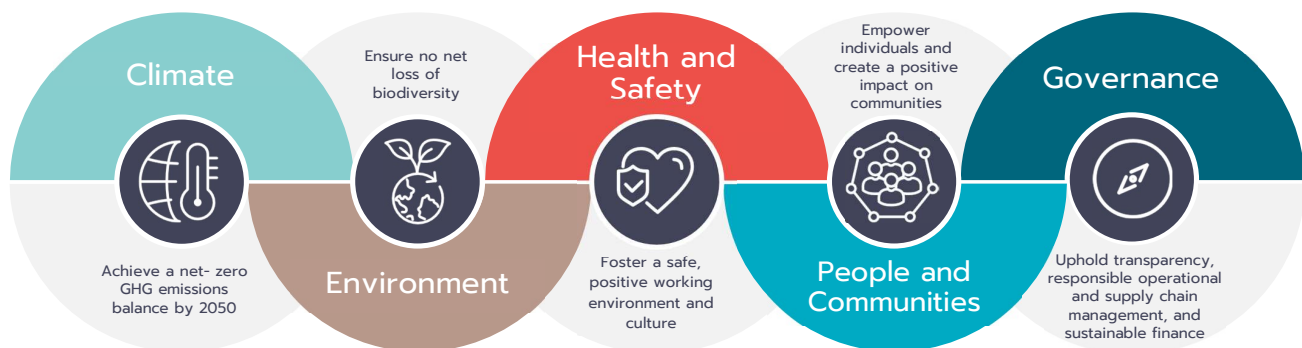 Climate
Achieve a net- zero
GHG emissions
balance by 2050
Ensure no net
loss of
biodiversity
Environment
Health and
Safety
Foster a safe,
positive working
environment and
culture
Empower
individuals and
create a positive
impact on
communities
People and
Communities
Governance
Uphold transparency,
responsible operational
and supply chain
management, and
sustainable finance